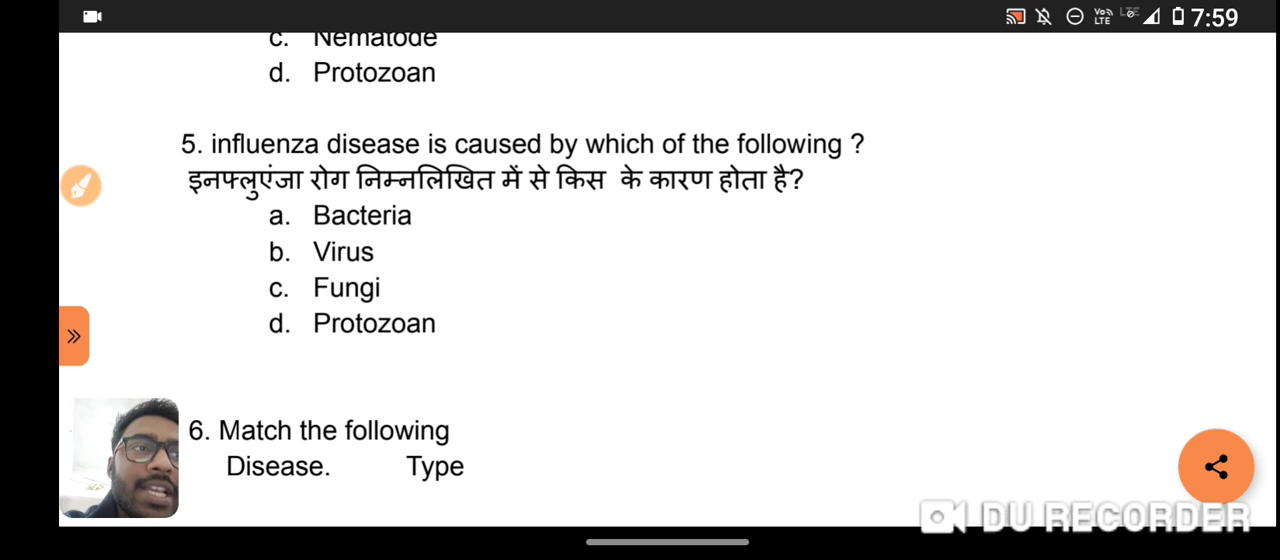 7:59
c. Nematode
d. Protozoan
5. influenza disease is caused by which of the following ?
इनफ्लुएंजा रोग निम्नलिखित में से किस के कारण होता है?
a. Bacteria
b. Virus
c. Fungi
d. Protozoan
6. Match the following
Disease. Type
DU RECORDER